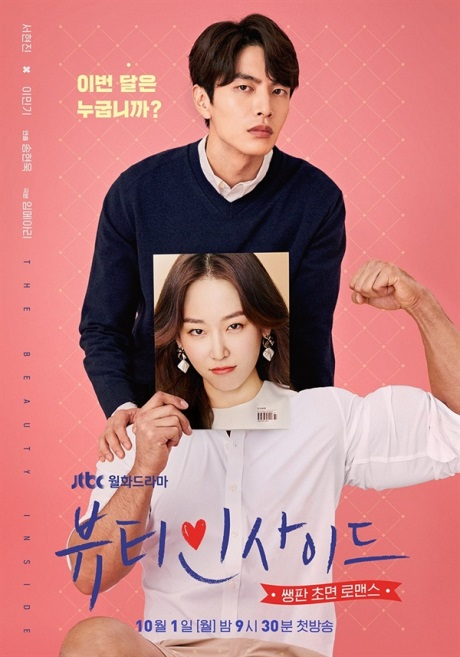 서현진 × 이민기 연출 송현욱 극본 임메아리 THE BEAUTY INSIDE
이번 달은
누굽니까?
jtbc 월화드라마
뷰티인사이드
쌩판 초면 로맨스
10월 1일 [월] 밤 9시 30분 첫방송